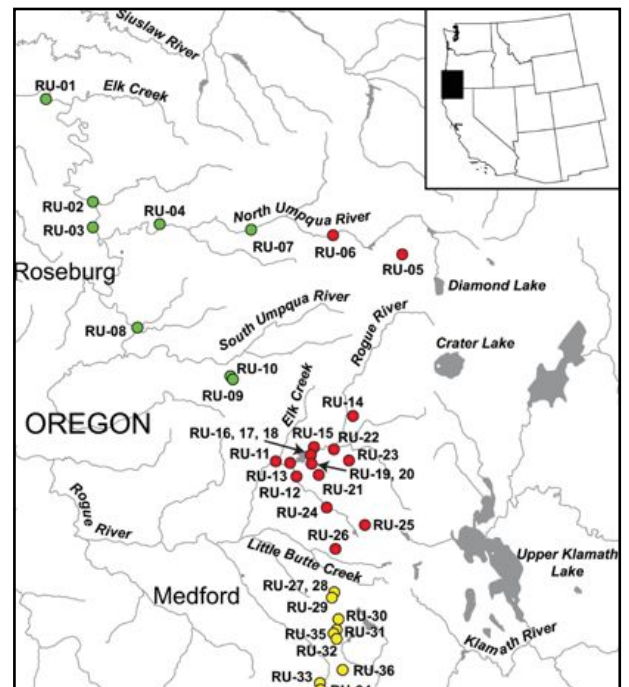 Siuslaw River
RU-01
Elk Creek
RU-02
RU-04
North Umpqua River
RU-03
RU-07
RU-06
RU-05
Roseburg
Diamond Lake
RU-08
South Umpqua River
Rogue River
Crater Lake
RU-10
RU-09
Elk Creek
RU-14
OREGON
RU-16, 17, 18
RU-15
RU-22
RU-11
RU-23
RU-13
RU-19, 20
RU-12
RU-21
RU-24
Rogue
River
RU-25
RU-26
Little Butte Creek
Upper Klamath
Lake
RU-27, 28
Medford
RU-29
RU-30
RU-35
RU-31
RU-32
Klamath River
RU-33
RU-36